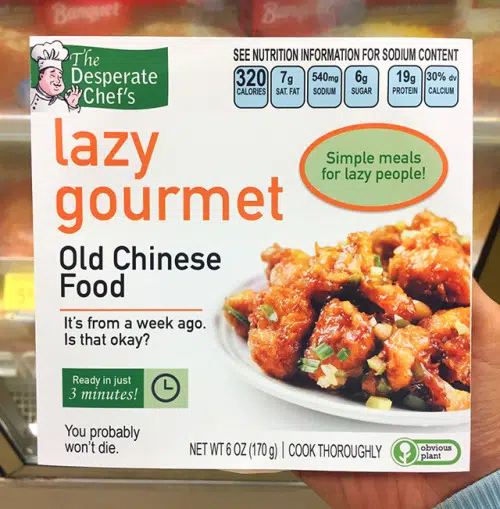 Banquet
The
Desperate
Chef's
SEE NUTRITION INFORMATION FOR SODIUM CONTENT
320 CALORIES
7g SAT. FAT
540mg SODIUM
6g SUGAR
19g PROTEIN
30% dv CALCIUM
lazy
gourmet
Simple meals
for lazy people!
Old Chinese
Food
It's from a week ago.
Is that okay?
Ready in just
3 minutes!
You probably
won't die.
NET WT 6 OZ (170 g) | COOK THOROUGHLY
obvious
plant